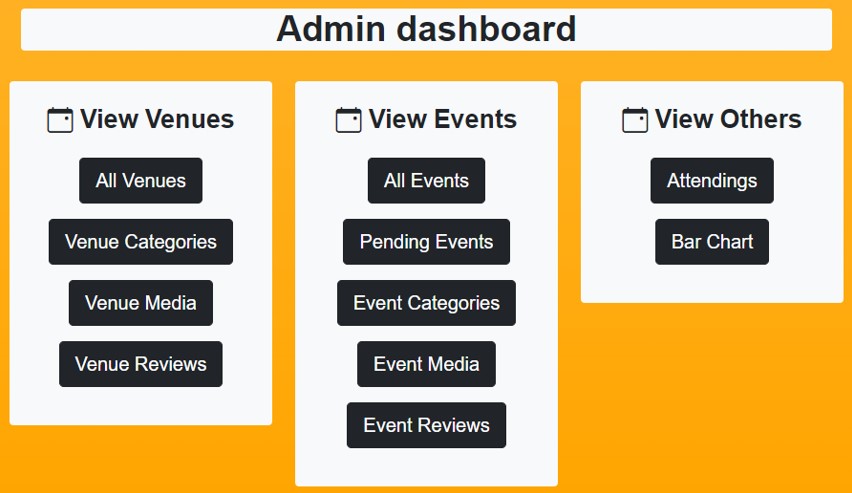 Admin dashboard
View Venues
All Venues
Venue Categories
Venue Media
Venue Reviews
View Events
All Events
Pending Events
Event Categories
Event Media
Event Reviews
View Others
Attendings
Bar Chart